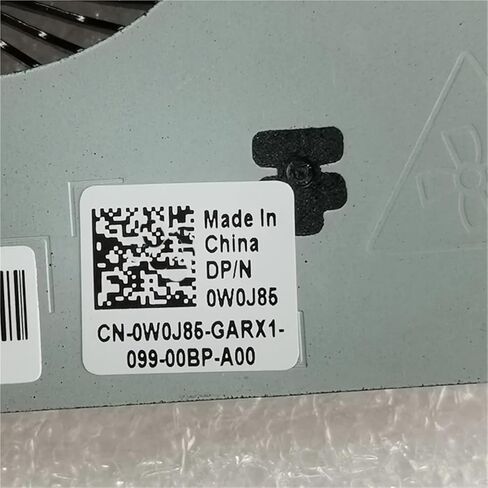 Made In
China
DP/N
0W0J85
CN-0W0J85-GARX1-
099-00BP-A00